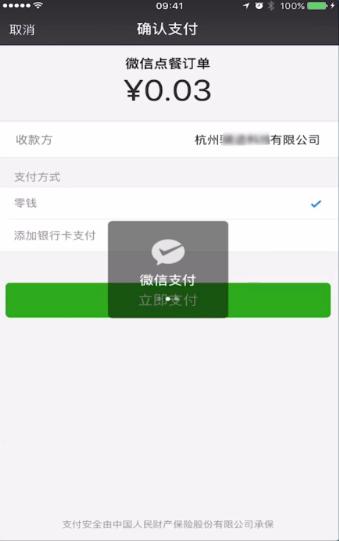 09:41
100%
取消
确认支付
微信点餐订单
¥0.03
收款方
杭州 有限公司
支付方式
零钱
添加银行卡支付
微信支付
立即支付
支付安全由中国人民财产保险股份有限公司承保